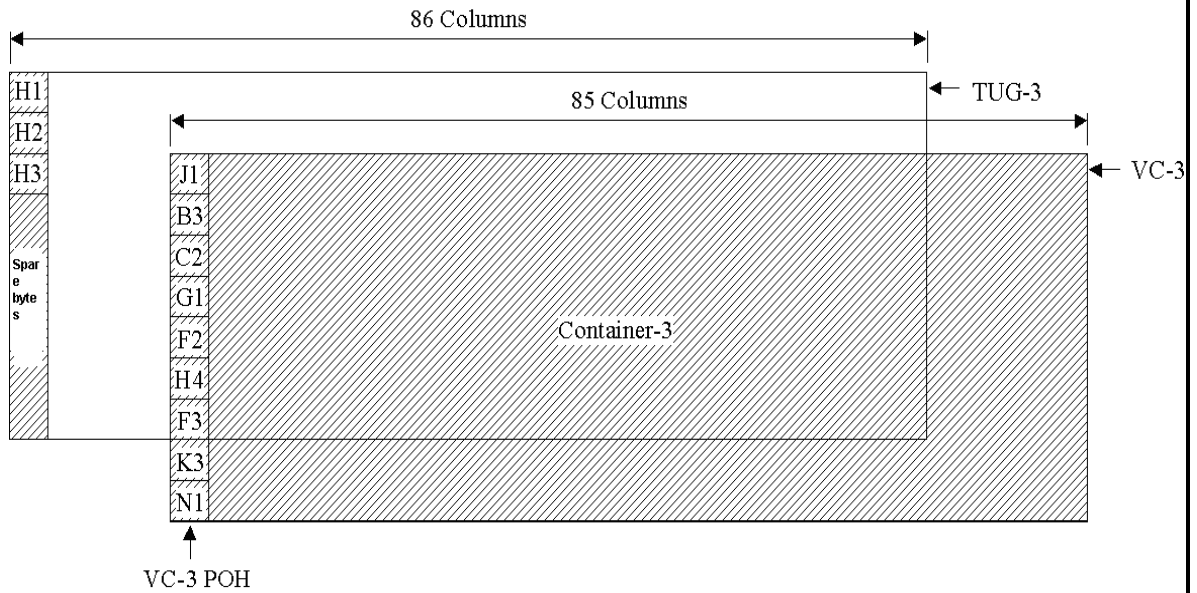 86 Columns
H1
TUG-3
85 Columns
H2
H3
J1
VC-3
B3
C2
Spar
e
byte
s
G1
F2
Container-3
H4
F3
K3
N1
VC-3 POH